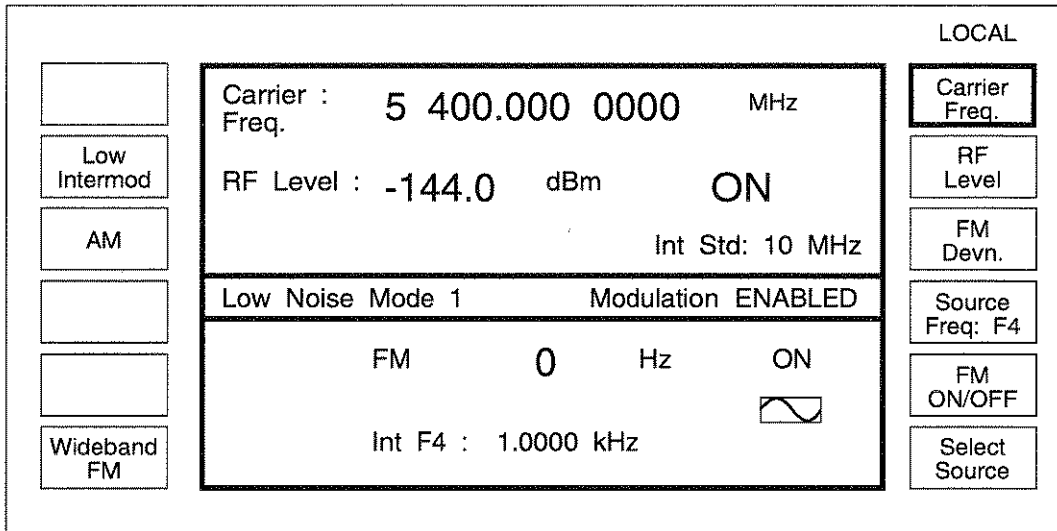 LOCAL
Carrier :
Freq.
5 400.000 0000 MHz
RF Level : -144.0 dBm ON
Int Std: 10 MHz
Low Noise Mode 1 Modulation ENABLED
FM 0 Hz ON
Int F4 : 1.0000 kHz
Low
Intermod
AM
Wideband
FM
Carrier
Freq.
RF
Level
FM
Devn.
Source
Freq: F4
FM
ON/OFF
Select
Source